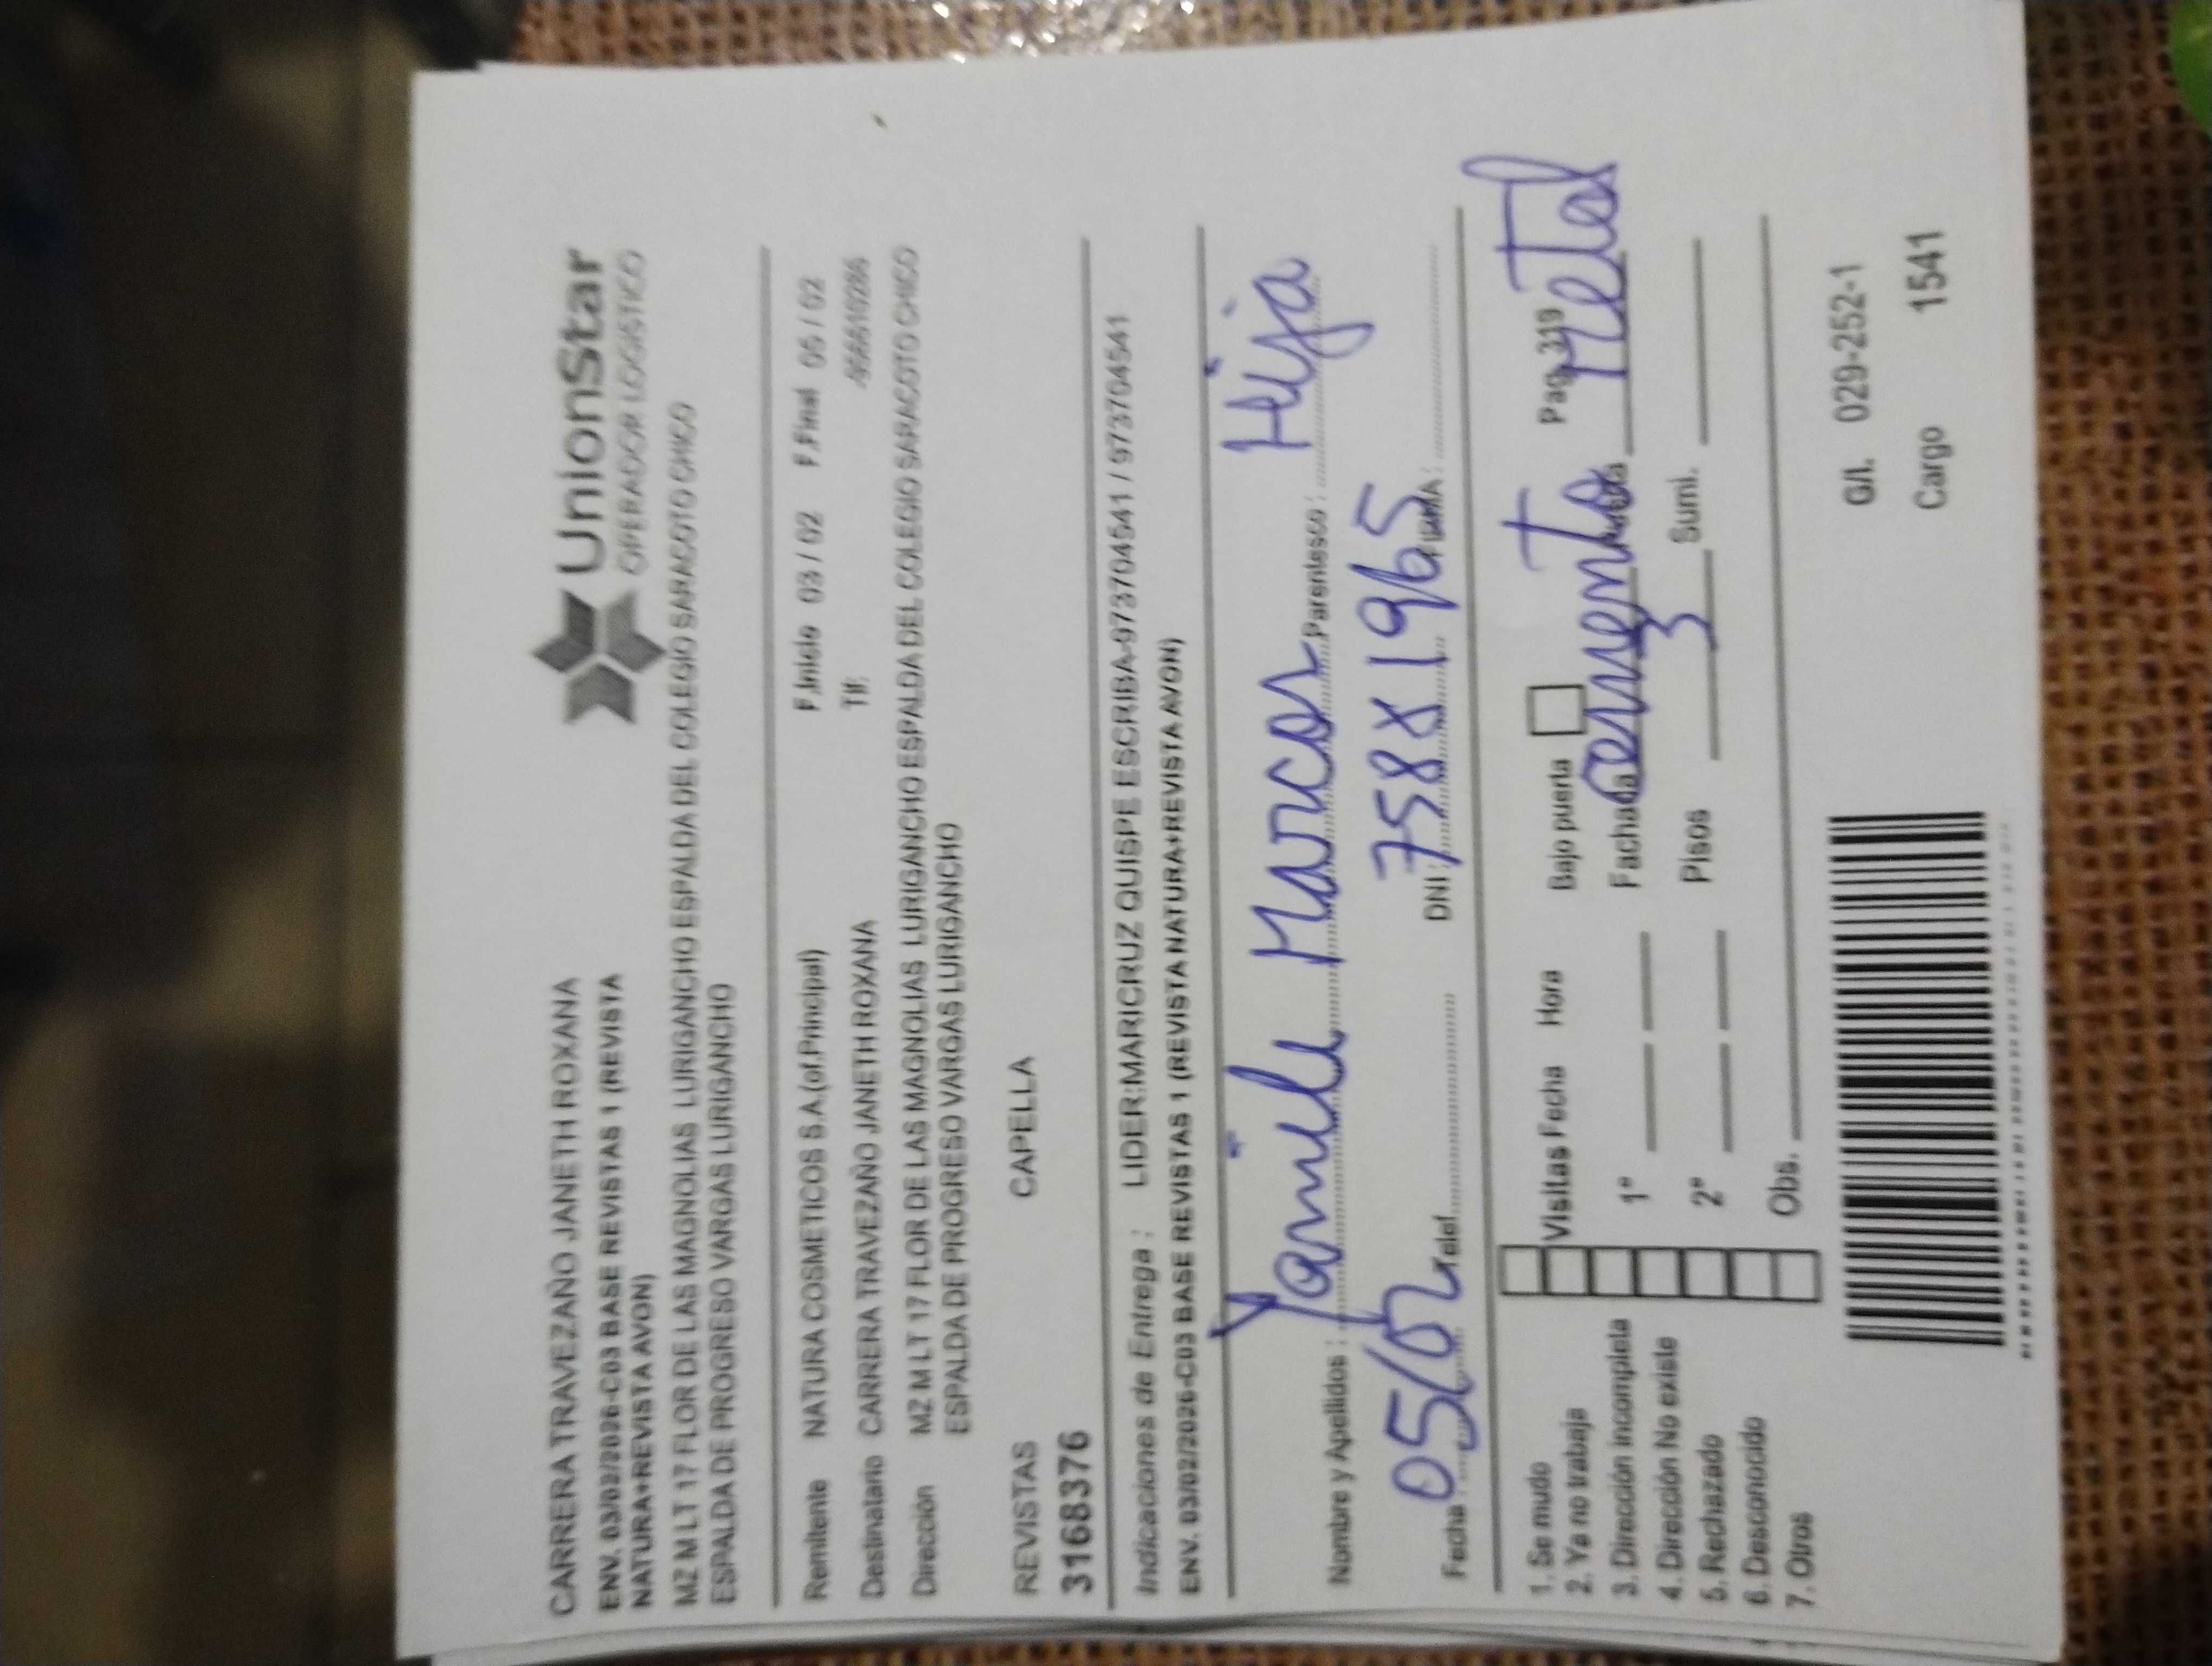 CARRERA TRAVEZAÑO JANETH ROXANA
ENV. 03/02/2026-C03 BASE REVISTAS 1 (REVISTA
NATURA+REVISTA AVON)
MZ M LT 17 FLOR DE LAS MAGNOLIAS LURIGANCHO ESPALDA DEL COLEGIO SARACOTO CHICO
ESPALDA DE PROGRESO VARGAS LURIGANCHO
UnionStar
OPERADOR LOGISTICO
Remitente NATURA COSMETICOS S.A.(of.Principal) F.Inicio 03 / 02 F.Final 05 / 02
Destinatario CARRERA TRAVEZAÑO JANETH ROXANA Tlf:
Dirección MZ M LT 17 FLOR DE LAS MAGNOLIAS LURIGANCHO ESPALDA DEL COLEGIO SARACOTO CHICO
ESPALDA DE PROGRESO VARGAS LURIGANCHO
REVISTAS CAPELLA
3168376
Indicaciones de Entrega : LIDER:MARICRUZ QUISPE ESCRIBA-973704541 / 973704541
ENV. 03/02/2026-C03 BASE REVISTAS 1 (REVISTA NATURA+REVISTA AVON)
Nombre y Apellidos : Yamile Marcos Parentesco : Hija
Fecha : 05/02 Telef. DNI : 75881965 FIRMA :
1. Se mudo
2. Ya no trabaja
3. Dirección incompleta
4. Dirección No existe
5. Rechazado
6. Desconocido
7. Otros
Visitas Fecha Hora Bajo puerta Pag. 319
1° Fachada cemento Puerta Metal
2° Pisos 3 Sumi.
Obs.
G/I. 029-252-1
Cargo 1541